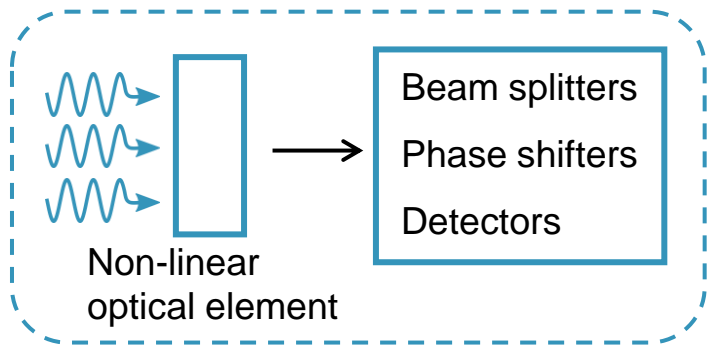 Beam splitters
Phase shifters
Detectors
Non-linear
optical element